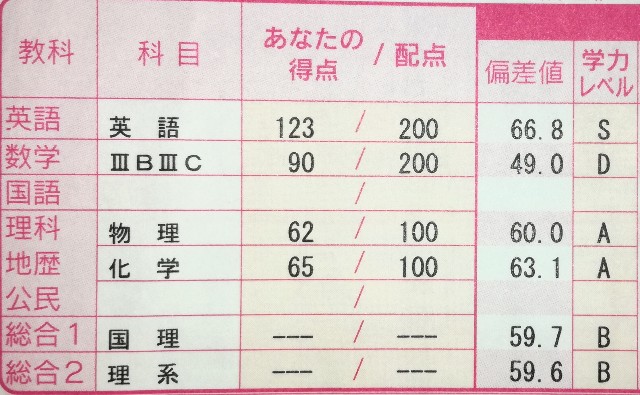 教科 科目 あなたの得点 / 配点 偏差値 学力レベル
英語 英語 123 / 200 66.8 S
数学 ⅢBⅢC 90 / 200 49.0 D
国語 /
理科 物理 62 / 100 60.0 A
地歴 化学 65 / 100 63.1 A
公民 /
総合1 国理 --- / --- 59.7 B
総合2 理系 --- / --- 59.6 B